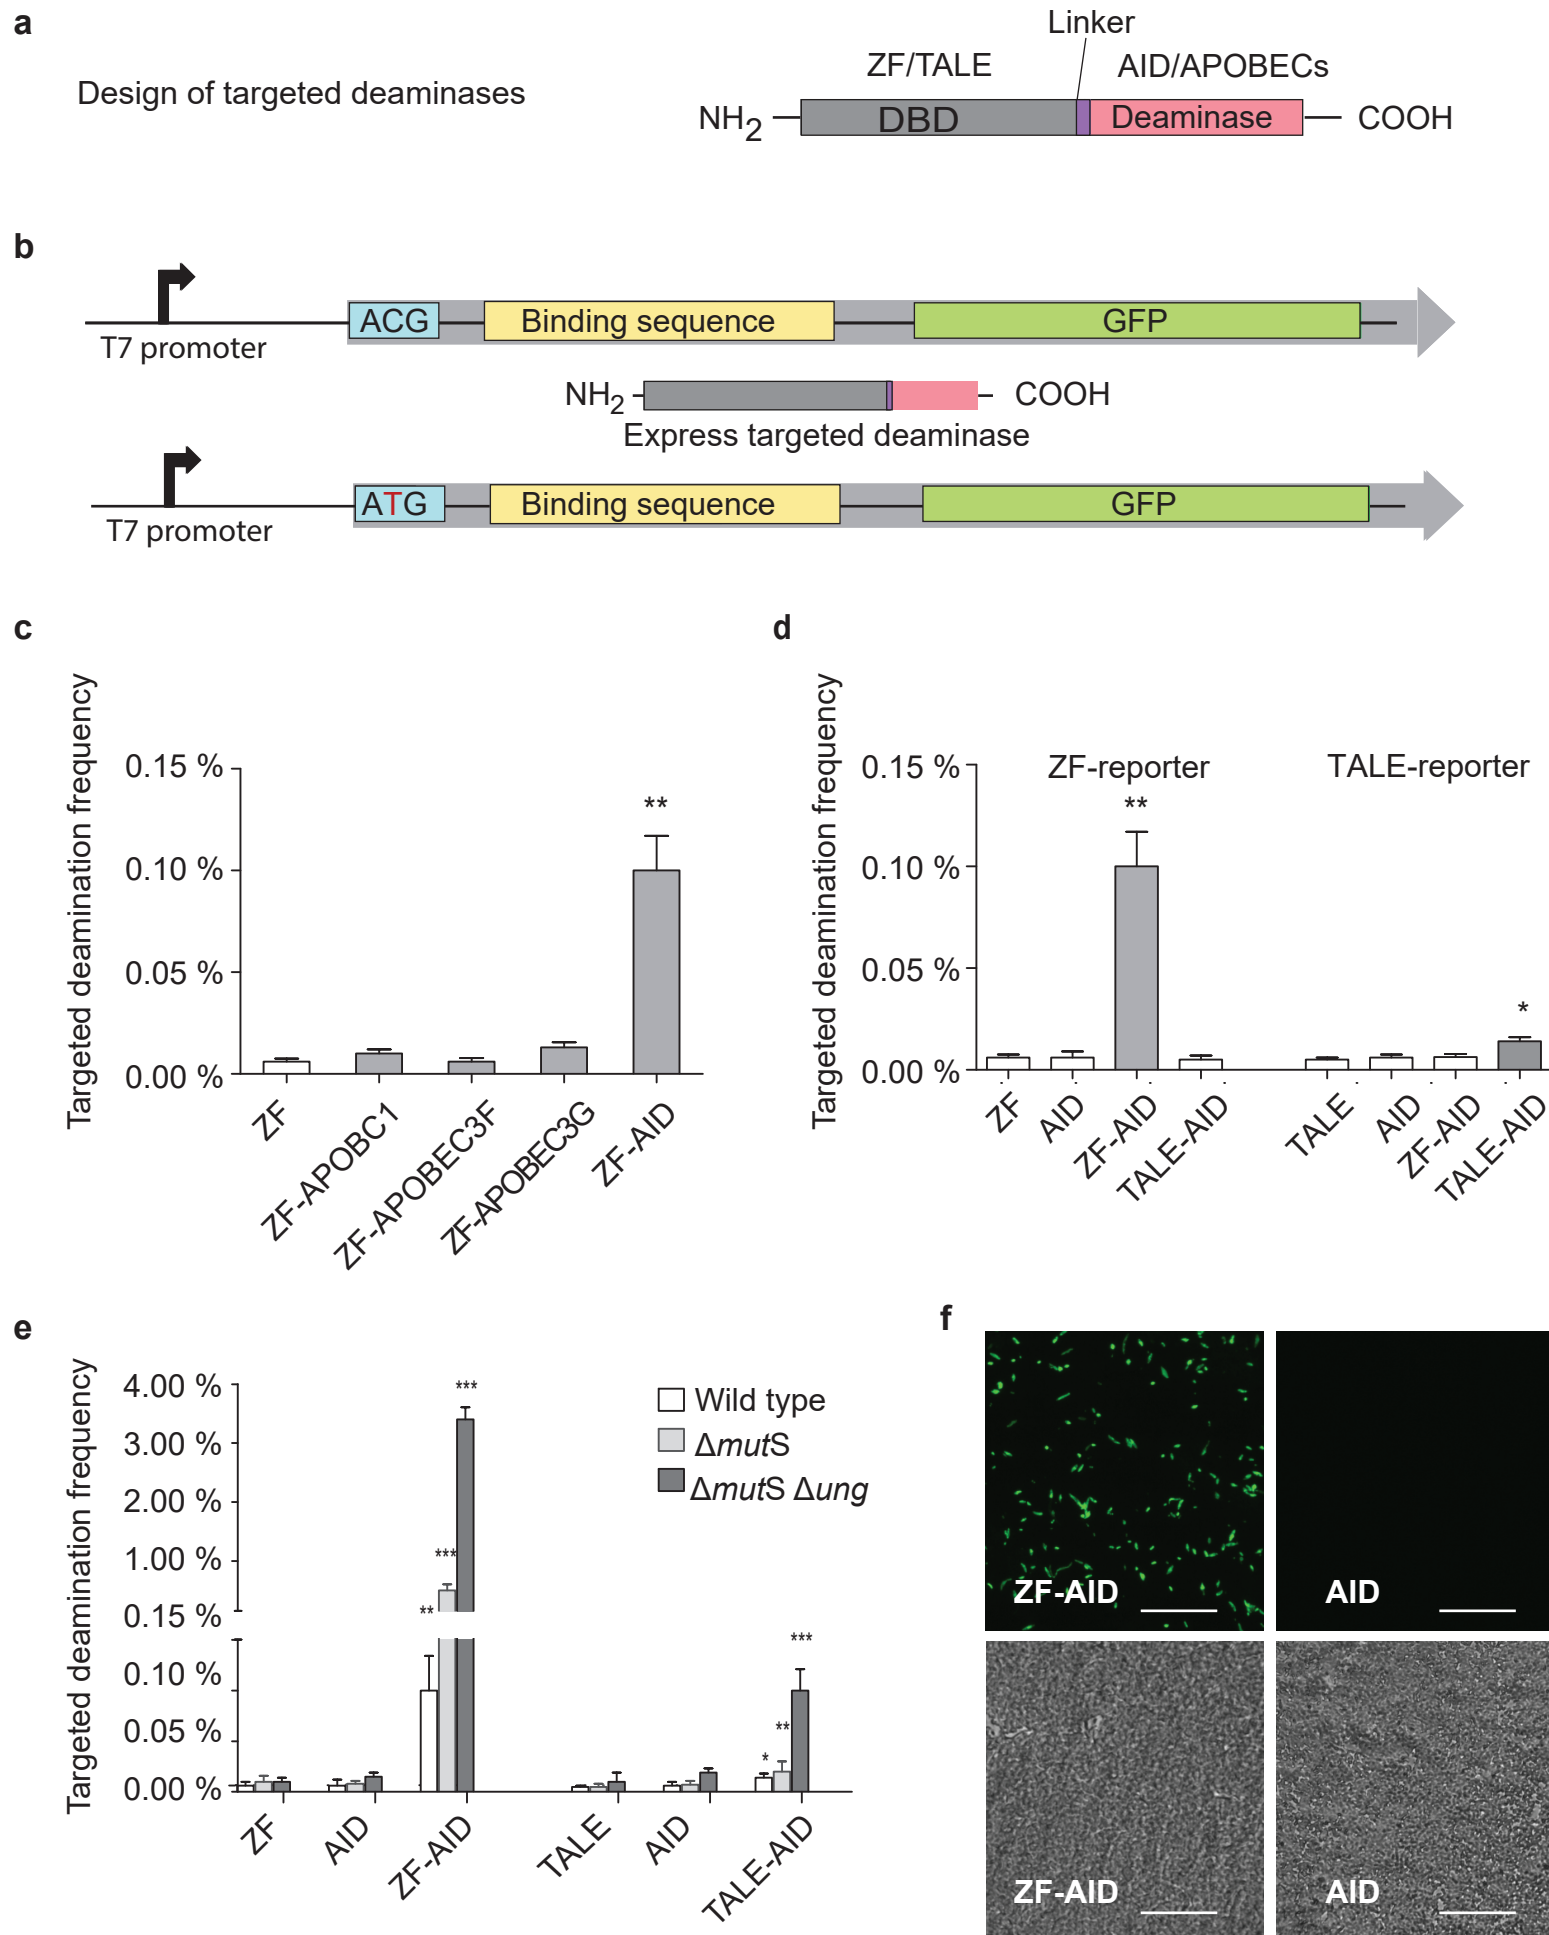 a
Linker
ZF/TALE AID/APOBECs
Design of targeted deaminases
NH2 DBD Deaminase COOH
b
ACG Binding sequence GFP
T7 promoter
NH2 COOH
Express targeted deaminase
ATG Binding sequence GFP
T7 promoter
c
Targeted deamination frequency
0.15 %
0.10 %
0.05 %
0.00 %
**
ZF
ZF-APOBC1
ZF-APOBEC3F
ZF-APOBEC3G
ZF-AID
d
Targeted deamination frequency
0.15 %
0.10 %
0.05 %
0.00 %
ZF-reporter TALE-reporter
**
*
ZF
AID
ZF-AID
TALE-AID
TALE
AID
ZF-AID
TALE-AID
e
Targeted deamination frequency
4.00 %
3.00 %
2.00 %
1.00 %
0.15 %
0.10 %
0.05 %
0.00 %
**
***
***
*
**
***
Wild type
ΔmutS
ΔmutS Δung
ZF
AID
ZF-AID
TALE
AID
TALE-AID
f
ZF-AID AID
ZF-AID AID